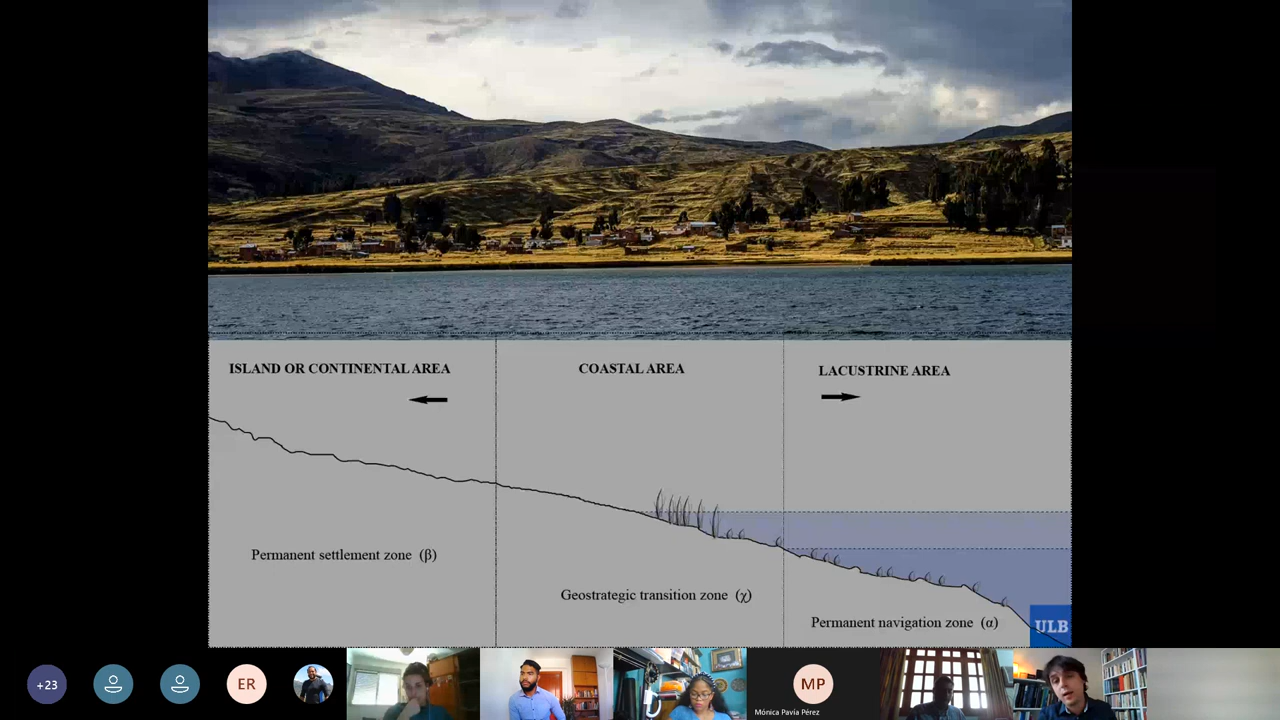 ISLAND OR CONTINENTAL AREA
COASTAL AREA
LACUSTRINE AREA
Permanent settlement zone (β)
Geostrategic transition zone (χ)
Permanent navigation zone (α)
ULB
+23
ER
MP
Mónica Pavía Pérez